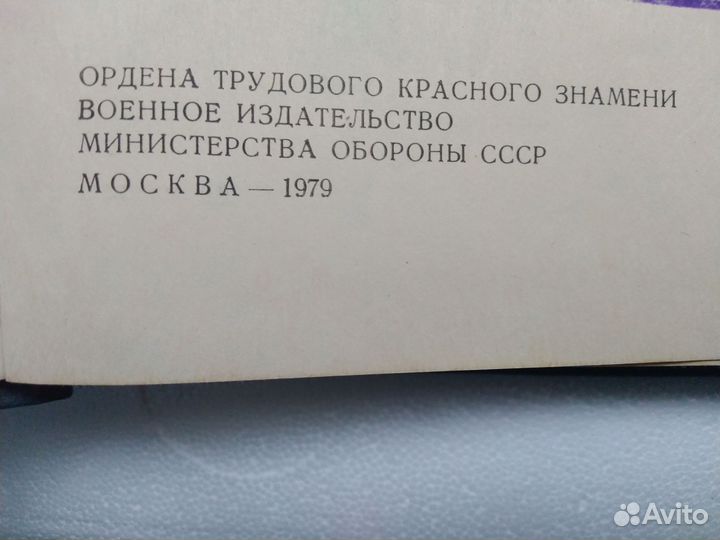 ОРДЕНА ТРУДОВОГО КРАСНОГО ЗНАМЕНИ
ВОЕННОЕ ИЗДАТЕЛЬСТВО
МИНИСТЕРСТВА ОБОРОНЫ СССР
МОСКВА — 1979
Avito